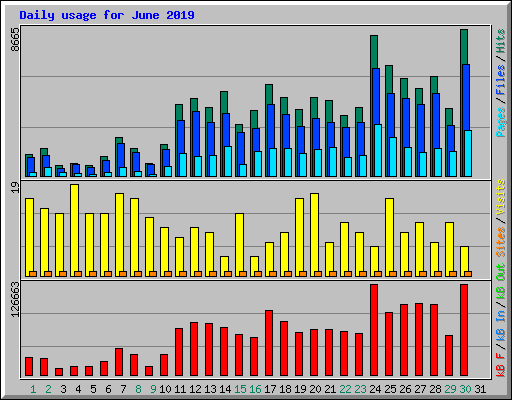 Daily usage for June 2019
8665
Pages / Files / Hits
19
Sites / Visits
126663
kB F / kB In / kB Out
1 2 3 4 5 6 7 8 9 10 11 12 13 14 15 16 17 18 19 20 21 22 23 24 25 26 27 28 29 30 31